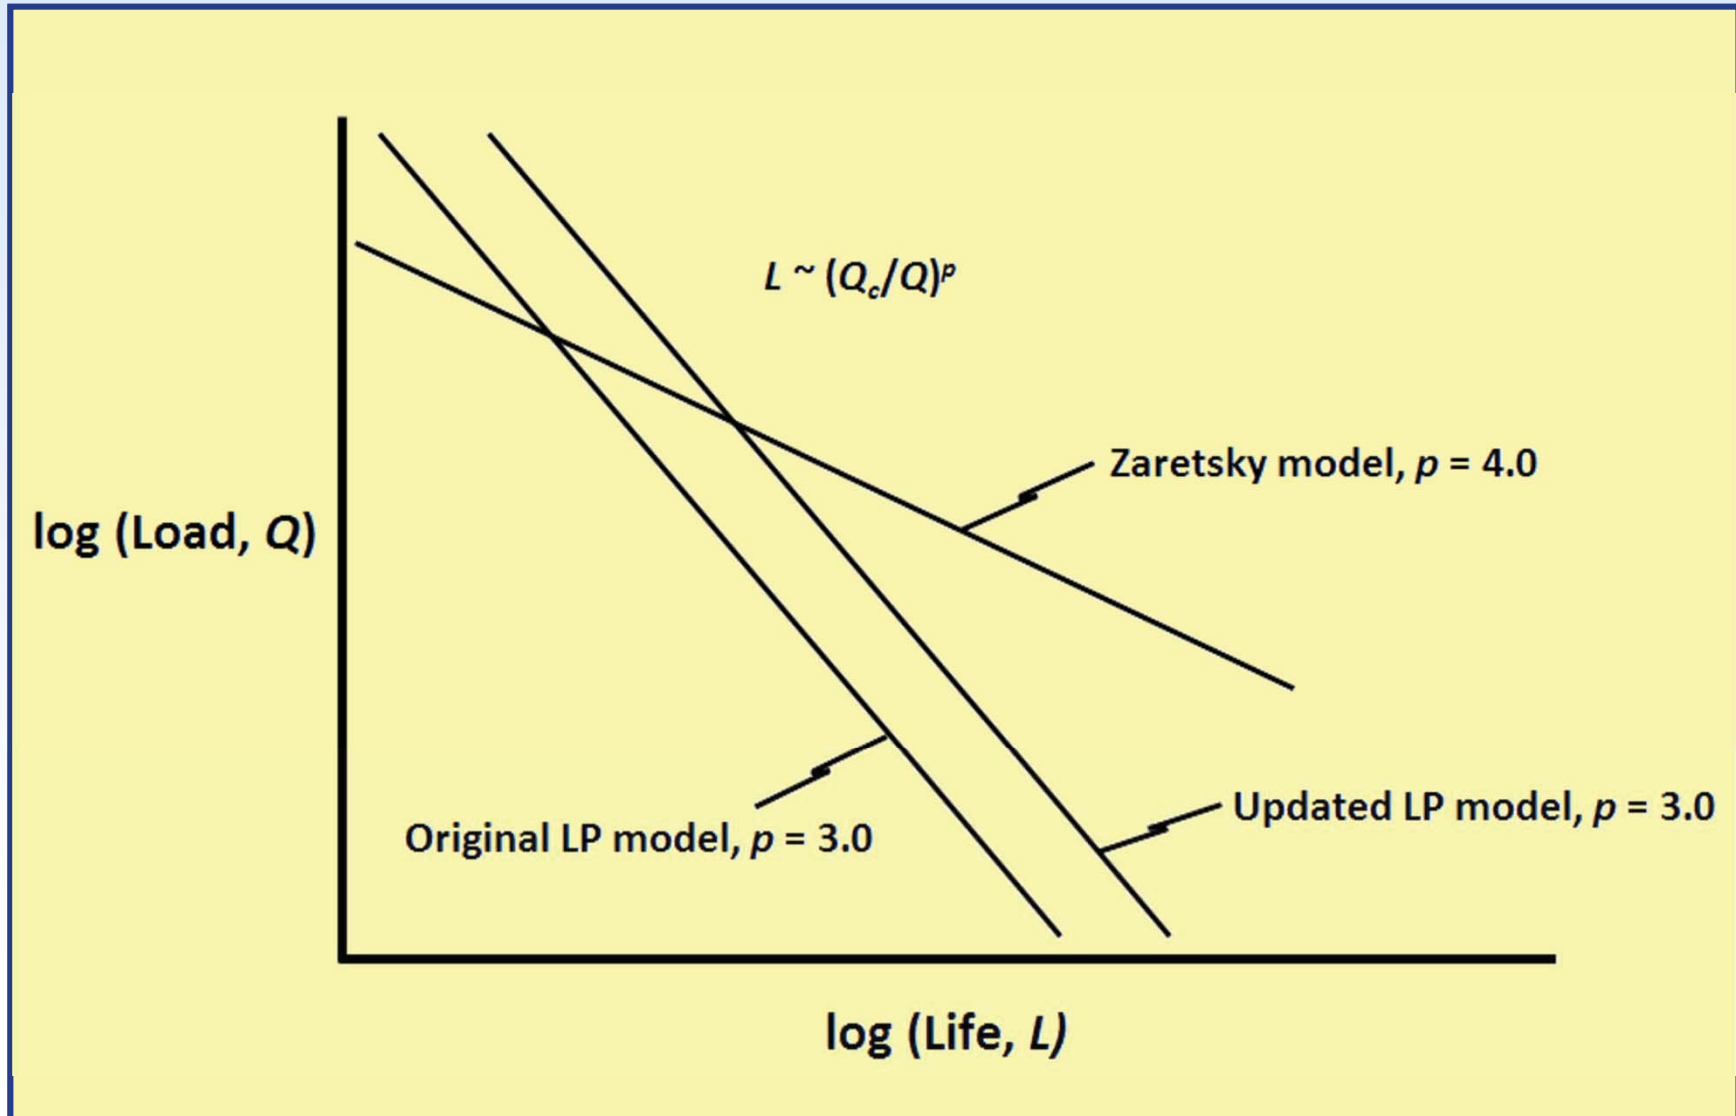 L ~ (Qc/Q)p
Zaretsky model, p = 4.0
log (Load, Q)
Updated LP model, p = 3.0
Original LP model, p = 3.0
log (Life, L)